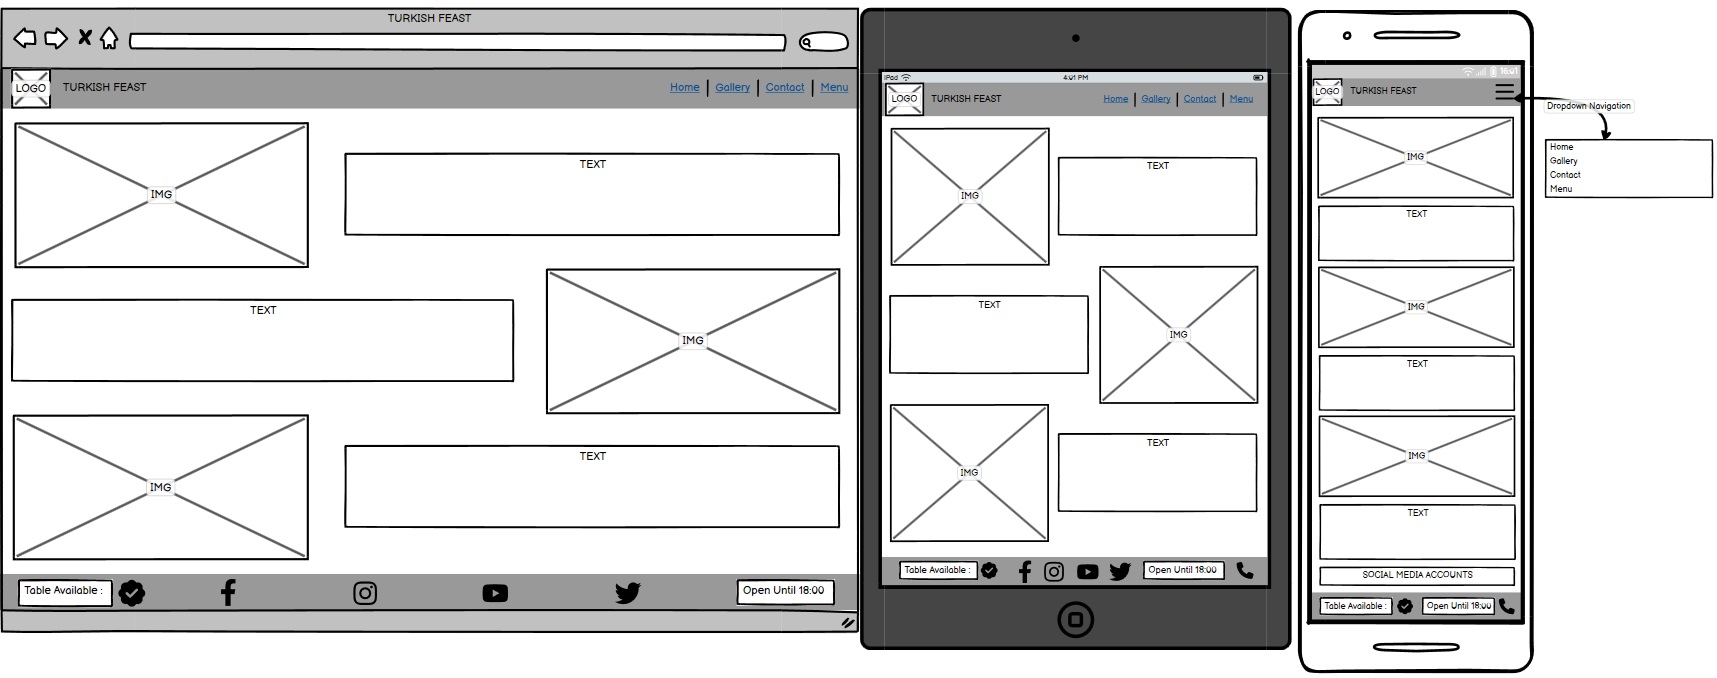 TURKISH FEAST
LOGO
TURKISH FEAST
Home | Gallery | Contact | Menu
IMG
TEXT
TEXT
IMG
IMG
TEXT
Table Available :
Open Until 18:00
iPad
4:01 PM
LOGO
TURKISH FEAST
Home | Gallery | Contact | Menu
IMG
TEXT
TEXT
IMG
IMG
TEXT
Table Available :
Open Until 18:00
16:01
LOGO
TURKISH FEAST
IMG
TEXT
IMG
TEXT
IMG
TEXT
SOCIAL MEDIA ACCOUNTS
Table Available :
Open Until 18:00
Dropdown Navigation
Home
Gallery
Contact
Menu